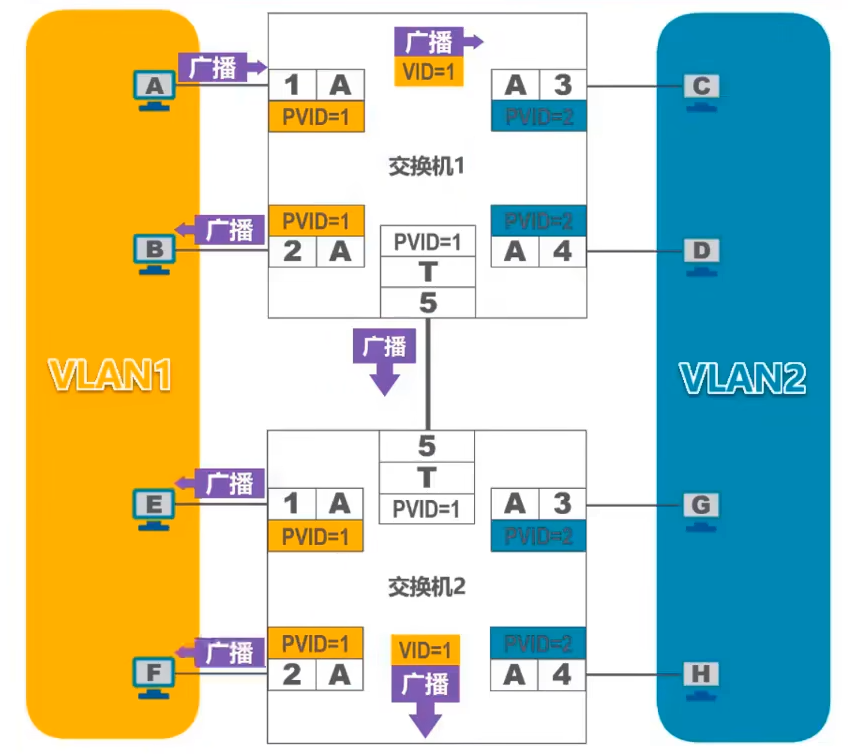 广播
广播
VID=1
A
1 A
PVID=1
A 3
PVID=2
C
交换机1
广播
B
PVID=1
2 A
PVID=1
T
5
PVID=2
A 4
D
广播
VLAN1
VLAN2
5
T
PVID=1
广播
E
1 A
PVID=1
A 3
PVID=2
G
交换机2
广播
F
PVID=1
2 A
VID=1
广播
PVID=2
A 4
H